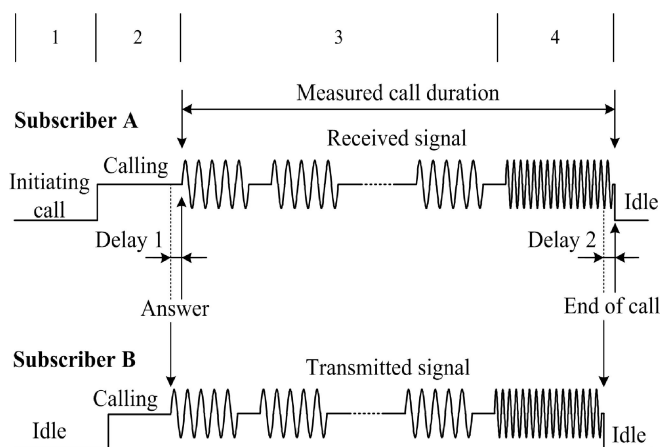 1 2 3 4
Measured call duration
Subscriber A
Received signal
Calling
Initiating
call
Idle
Delay 1
Delay 2
Answer
End of call
Subscriber B
Transmitted signal
Calling
Idle
Idle